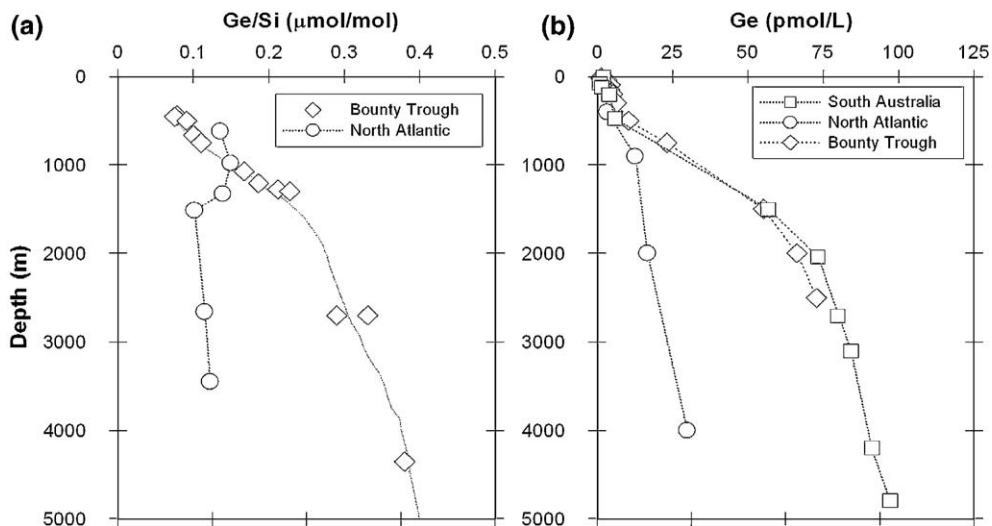 (a)
Ge/Si (μmol/mol)
0 0.1 0.2 0.3 0.4 0.5
0
1000
2000
3000
4000
5000
Depth (m)
Bounty Trough
North Atlantic
(b)
Ge (pmol/L)
0 25 50 75 100 125
0
1000
2000
3000
4000
5000
South Australia
North Atlantic
Bounty Trough